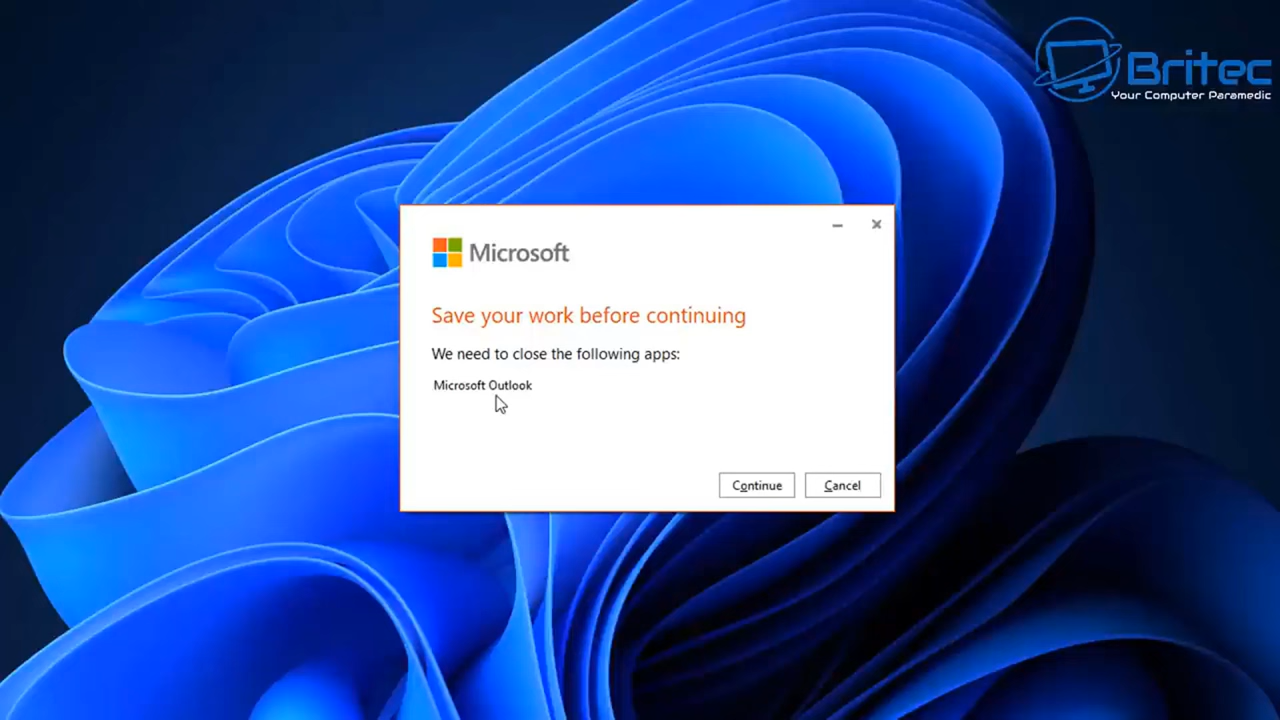 Britec
Your Computer Paramedic
Microsoft
Save your work before continuing
We need to close the following apps:
Microsoft Outlook
Continue
Cancel